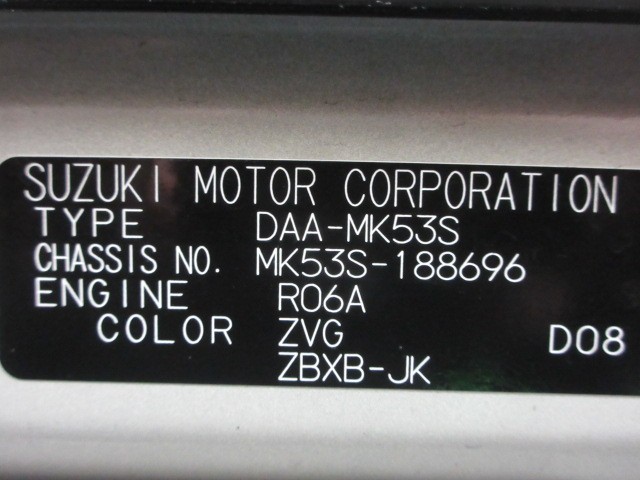 SUZUKI MOTOR CORPORATION
TYPE DAA-MK53S
CHASSIS NO. MK53S-188696
ENGINE R06A
COLOR ZVG D08
ZBXB-JK